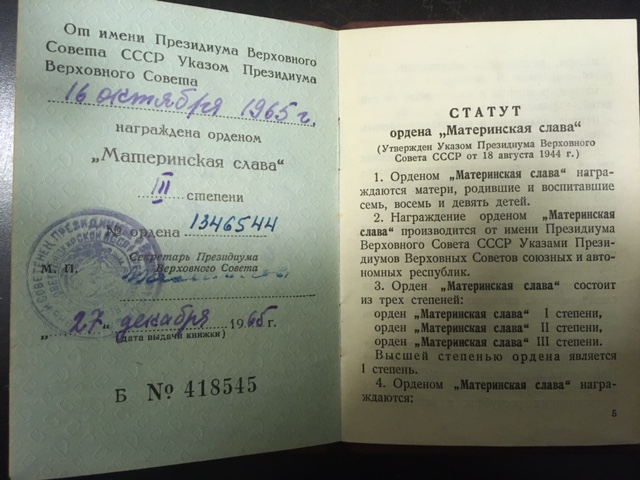 От имени Президиума Верховного
Совета СССР Указом Президиума
Верховного Совета
16 октября 1965 г.
награждена орденом
„Материнская слава“
III степени
№ ордена 1346544
Секретарь Президиума
М. П. Верховного Совета
„27“ декабря 1965 г.
(дата выдачи книжки)
Б № 418545
СТАТУТ
ордена „Материнская слава“
(Утвержден Указом Президиума Верховного
Совета СССР от 18 августа 1944 г.)
1. Орденом „Материнская слава“ награ-
ждаются матери, родившие и воспитавшие
семь, восемь и девять детей.
2. Награждение орденом „Материнская
слава“ производится от имени Президиума
Верховного Совета СССР Указами Прези-
диумов Верховных Советов союзных и авто-
номных республик.
3. Орден „Материнская слава“ состоит
из трех степеней:
орден „Материнская слава“ I степени,
орден „Материнская слава“ II степени,
орден „Материнская слава“ III степени.
Высшей степенью ордена является
I степень.
4. Орденом „Материнская слава“ награ-
ждаются:
5